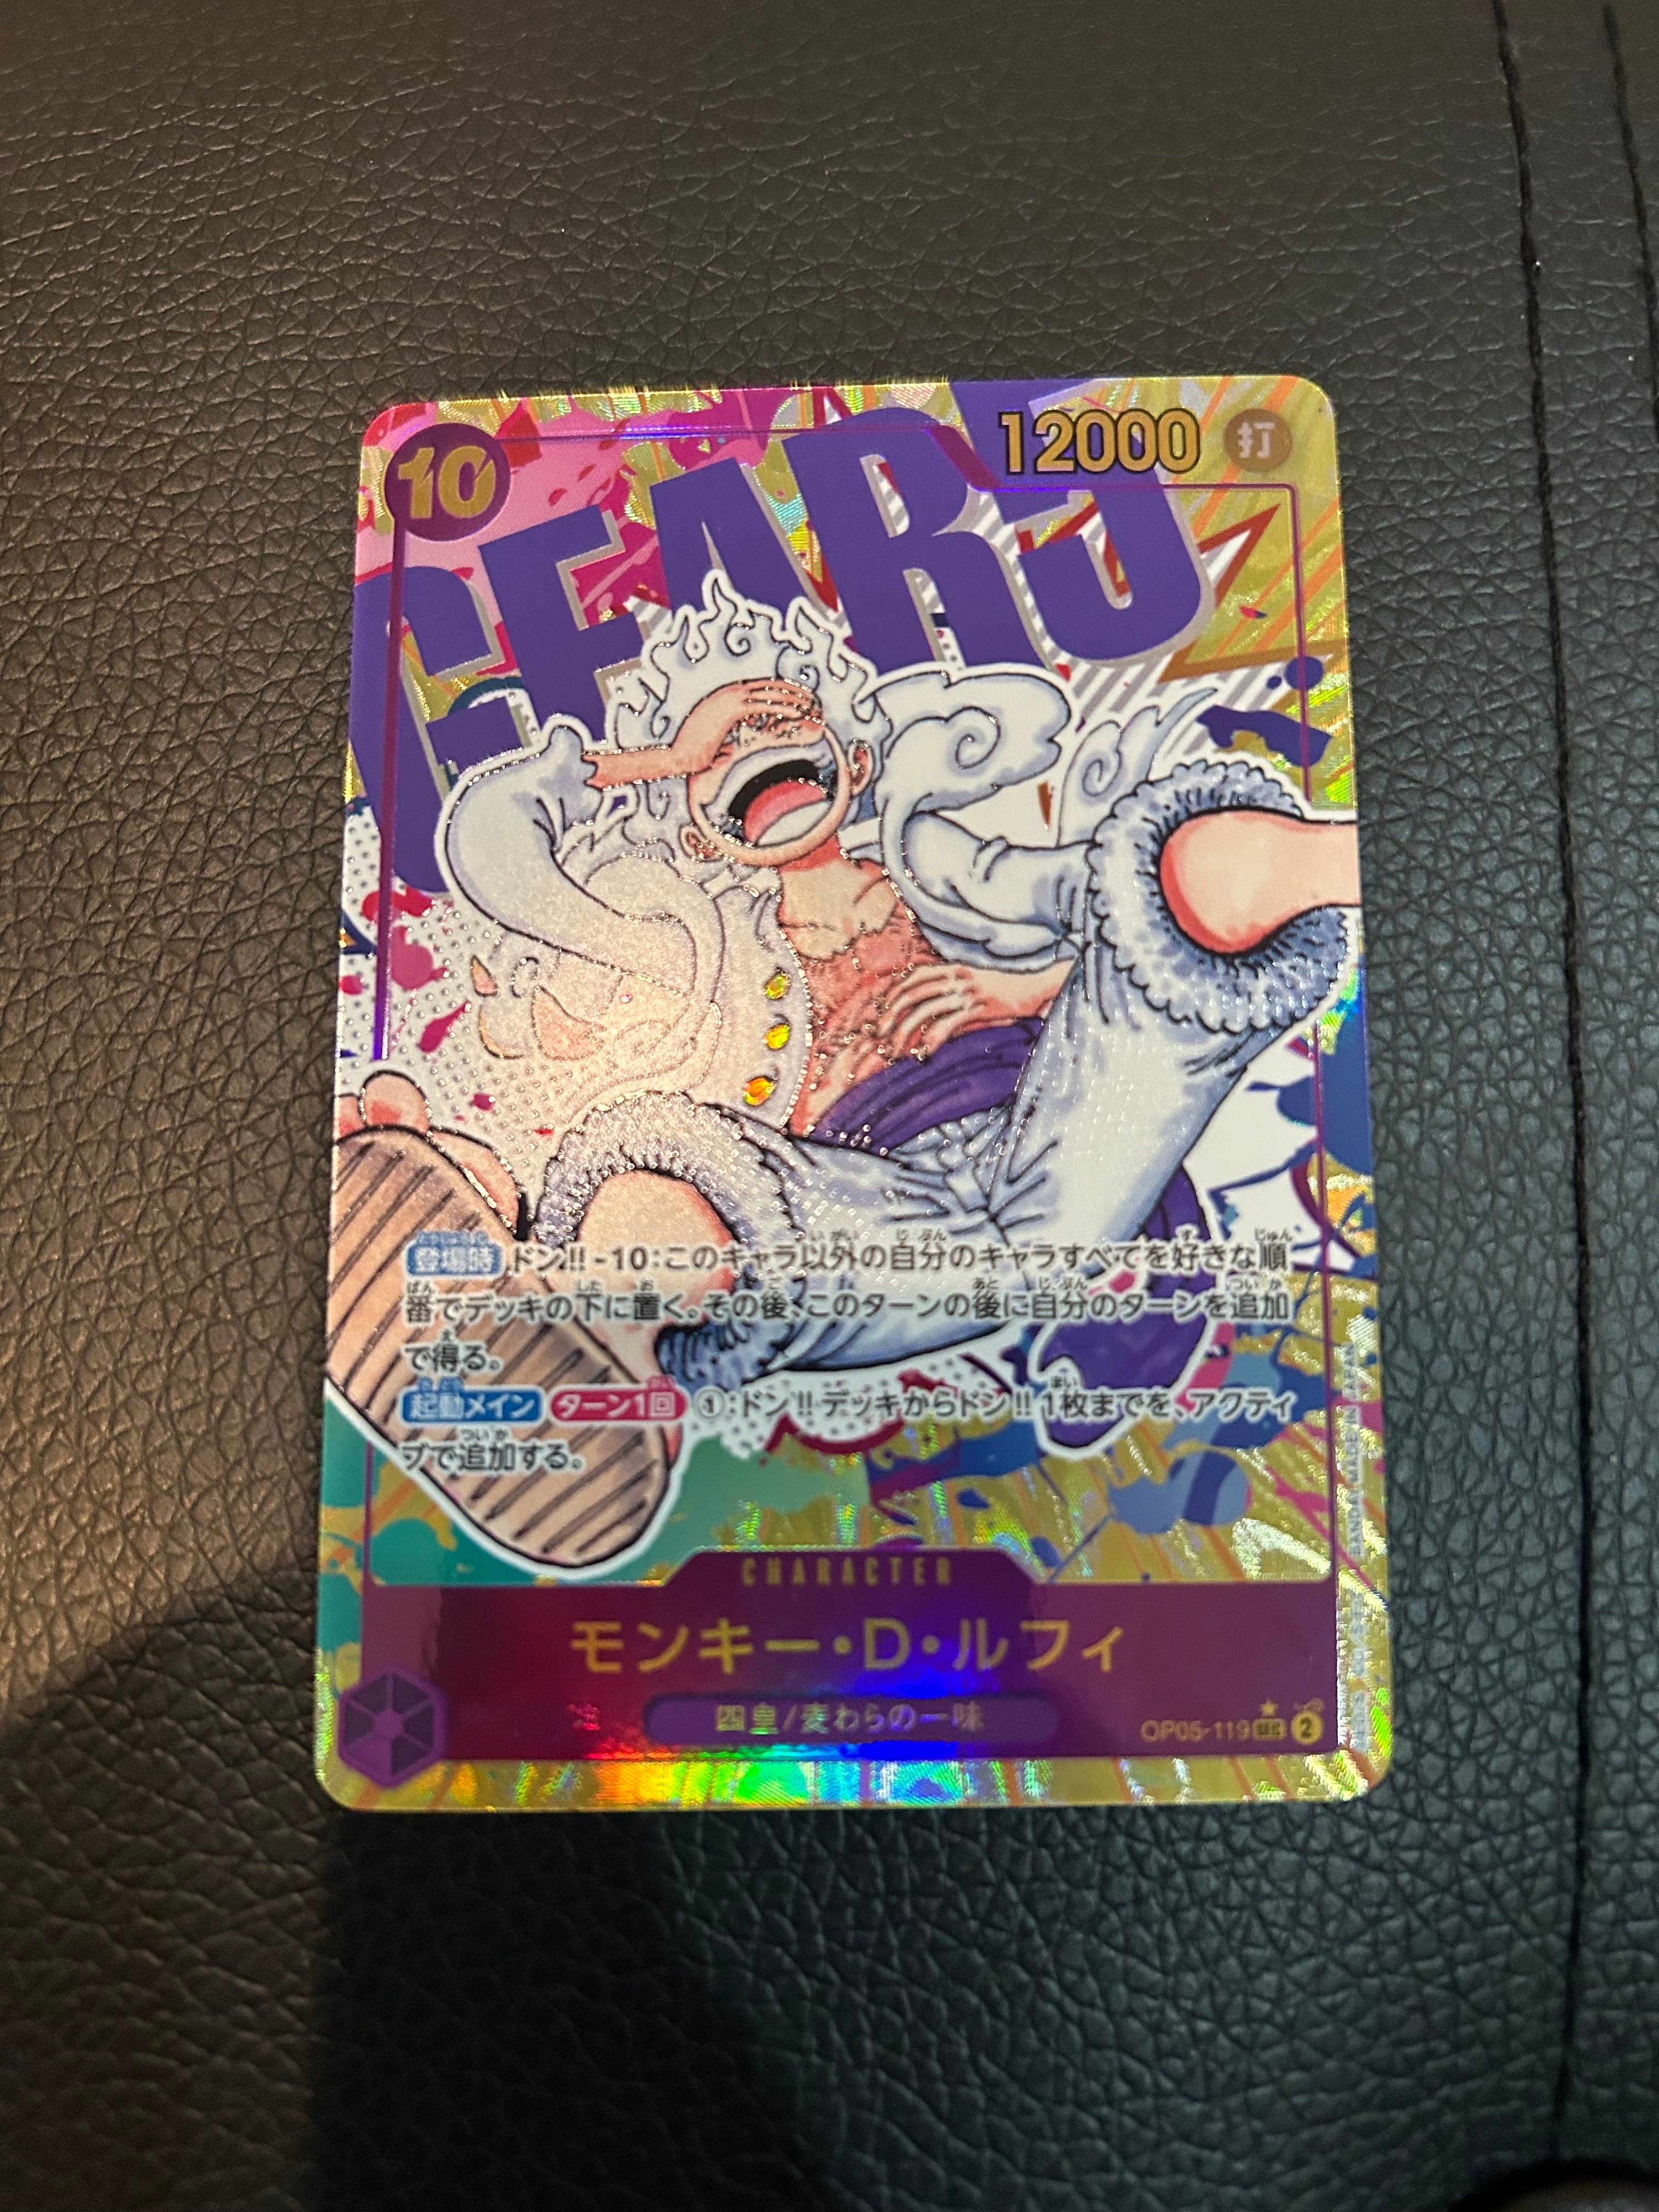 10
12000
打
GEAR5
登場時 ドン!!-10:このキャラ以外の自分のキャラすべてを好きな順
番でデッキの下に置く。その後、このターンの後に自分のターンを追加
で得る。
起動メイン ターン1回 ①:ドン!!デッキからドン!!1枚までを、アクティ
ブで追加する。
CHARACTER
モンキー・D・ルフィ
四皇/麦わらの一味
OP05-119 SEC ★ 2
BANDAI MADE IN JAPAN